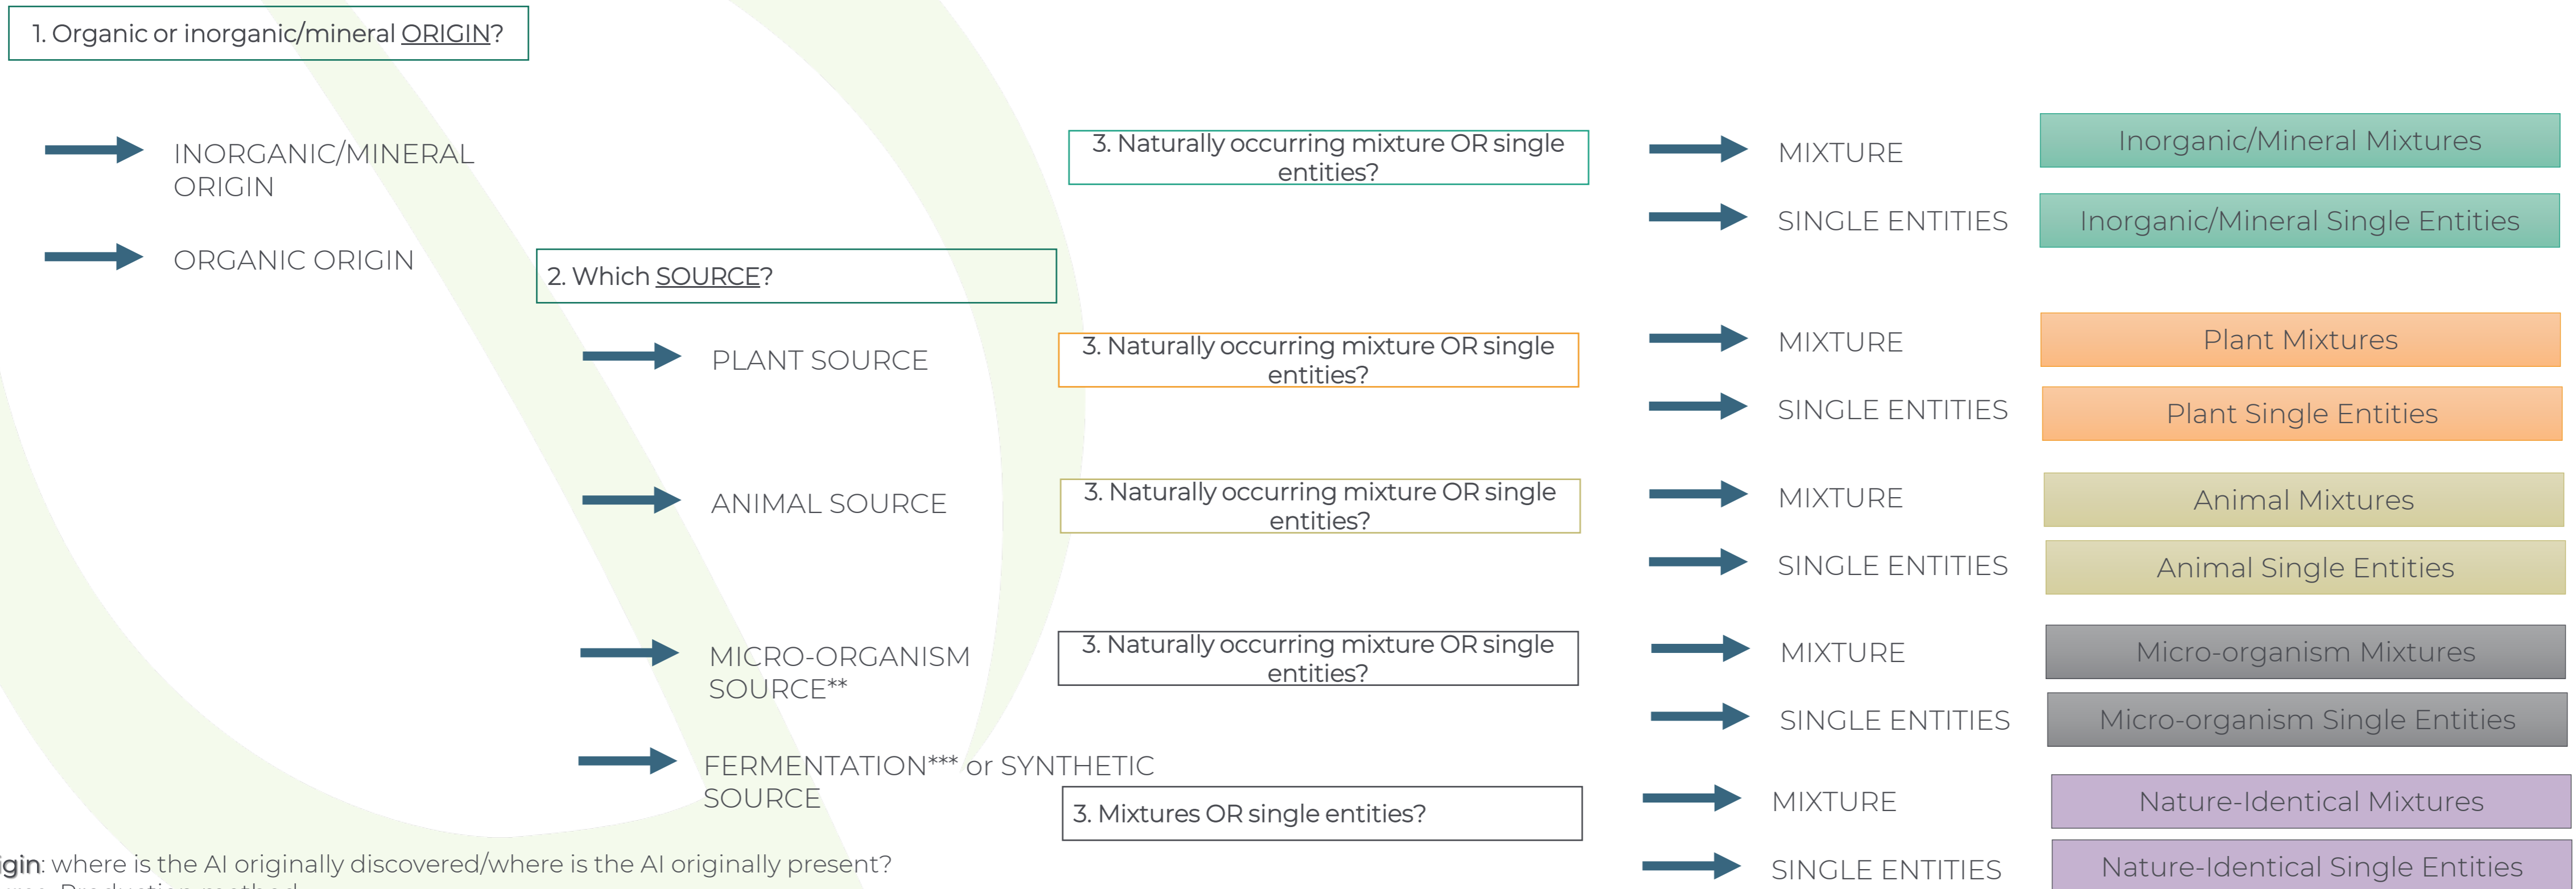 1. Organic or inorganic/mineral ORIGIN?
INORGANIC/MINERAL
ORIGIN
3. Naturally occurring mixture OR single
entities?
MIXTURE
Inorganic/Mineral Mixtures
SINGLE ENTITIES
Inorganic/Mineral Single Entities
ORGANIC ORIGIN
2. Which SOURCE?
PLANT SOURCE
3. Naturally occurring mixture OR single
entities?
MIXTURE
Plant Mixtures
SINGLE ENTITIES
Plant Single Entities
ANIMAL SOURCE
3. Naturally occurring mixture OR single
entities?
MIXTURE
Animal Mixtures
SINGLE ENTITIES
Animal Single Entities
MICRO-ORGANISM
SOURCE**
3. Naturally occurring mixture OR single
entities?
MIXTURE
Micro-organism Mixtures
SINGLE ENTITIES
Micro-organism Single Entities
FERMENTATION*** or SYNTHETIC
SOURCE
3. Mixtures OR single entities?
MIXTURE
Nature-Identical Mixtures
SINGLE ENTITIES
Nature-Identical Single Entities
igin: where is the AI originally discovered/where is the AI originally present?
Production method